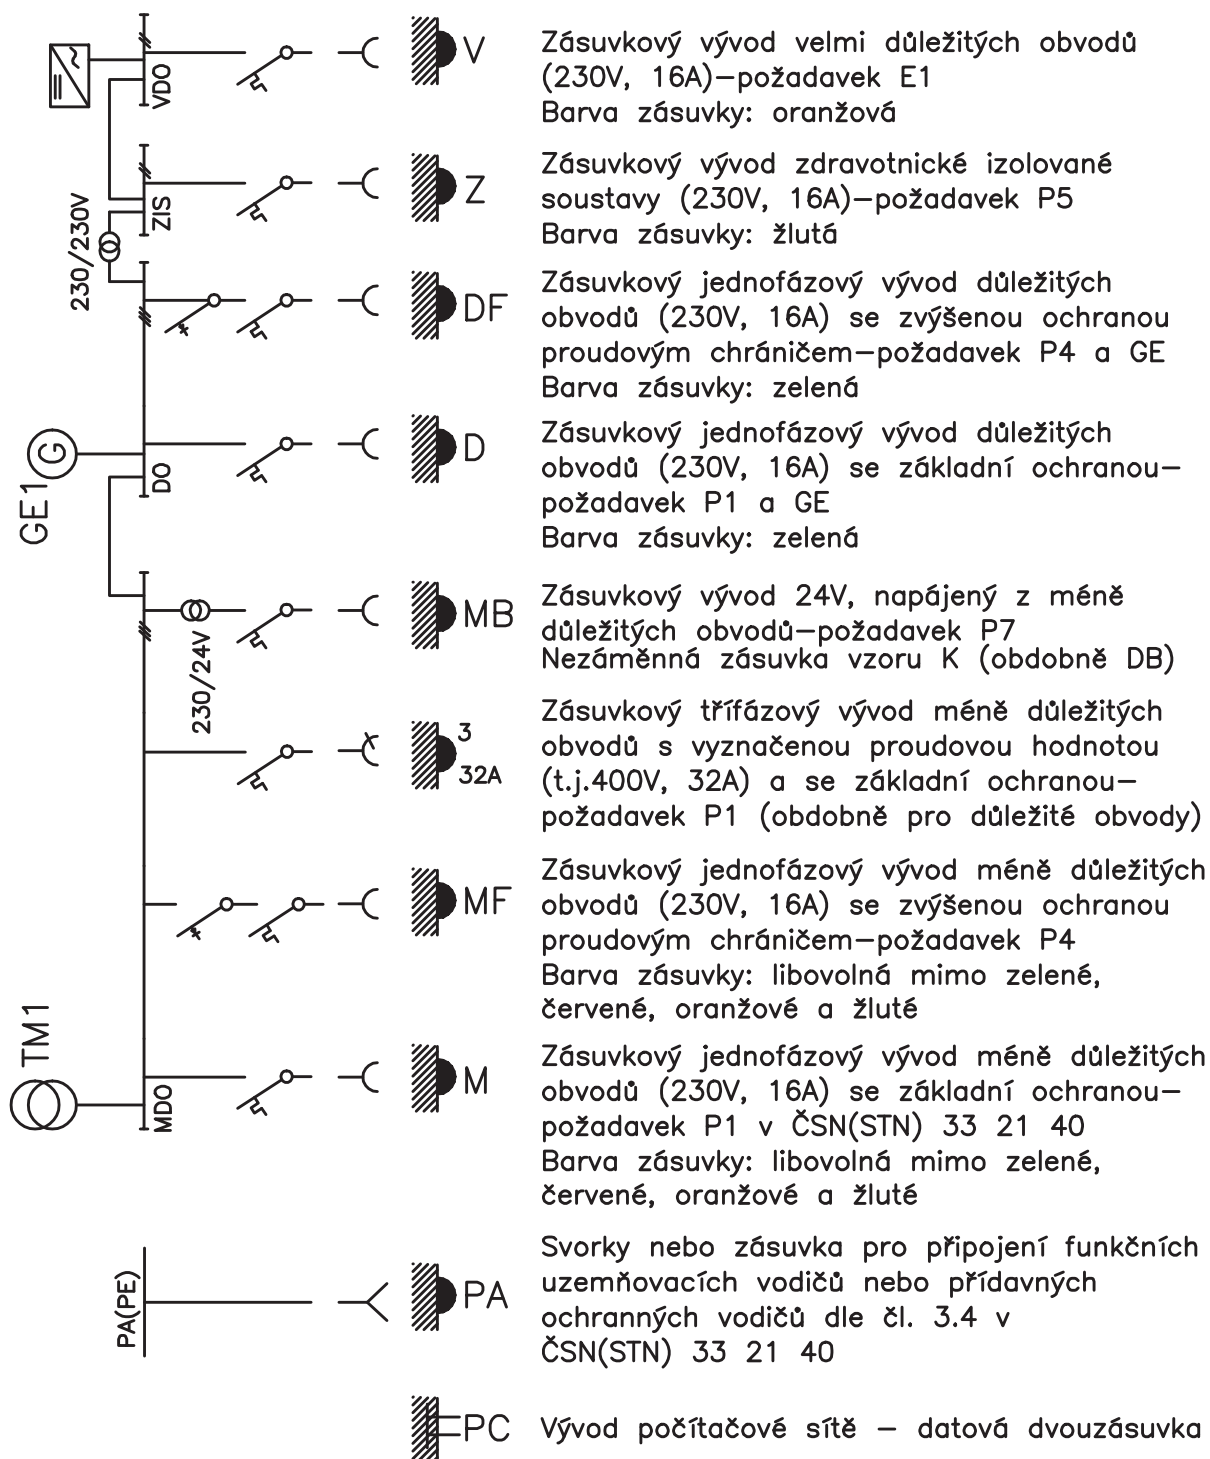 VDO
V
Zásuvkový vývod velmi důležitých obvodů
(230V, 16A)–požadavek E1
Barva zásuvky: oranžová
ZIS
230/230V
Z
Zásuvkový vývod zdravotnické izolované
soustavy (230V, 16A)–požadavek P5
Barva zásuvky: žlutá
DF
Zásuvkový jednofázový vývod důležitých
obvodů (230V, 16A) se zvýšenou ochranou
proudovým chráničem–požadavek P4 a GE
Barva zásuvky: zelená
G
GE1
DO
D
Zásuvkový jednofázový vývod důležitých
obvodů (230V, 16A) se základní ochranou–
požadavek P1 a GE
Barva zásuvky: zelená
230/24V
MB
Zásuvkový vývod 24V, napájený z méně
důležitých obvodů–požadavek P7
Nezáměnná zásuvka vzoru K (obdobně DB)
3
32A
Zásuvkový třífázový vývod méně důležitých
obvodů s vyznačenou proudovou hodnotou
(t.j.400V, 32A) a se základní ochranou–
požadavek P1 (obdobně pro důležité obvody)
MF
Zásuvkový jednofázový vývod méně důležitých
obvodů (230V, 16A) se zvýšenou ochranou
proudovým chráničem–požadavek P4
Barva zásuvky: libovolná mimo zelené,
červené, oranžové a žluté
TM1
MDO
M
Zásuvkový jednofázový vývod méně důležitých
obvodů (230V, 16A) se základní ochranou–
požadavek P1 v ČSN(STN) 33 21 40
Barva zásuvky: libovolná mimo zelené,
červené, oranžové a žluté
PA(PE)
PA
Svorky nebo zásuvka pro připojení funkčních
uzemňovacích vodičů nebo přídavných
ochranných vodičů dle čl. 3.4 v
ČSN(STN) 33 21 40
PC
Vývod počítačové sítě – datová dvouzásuvka